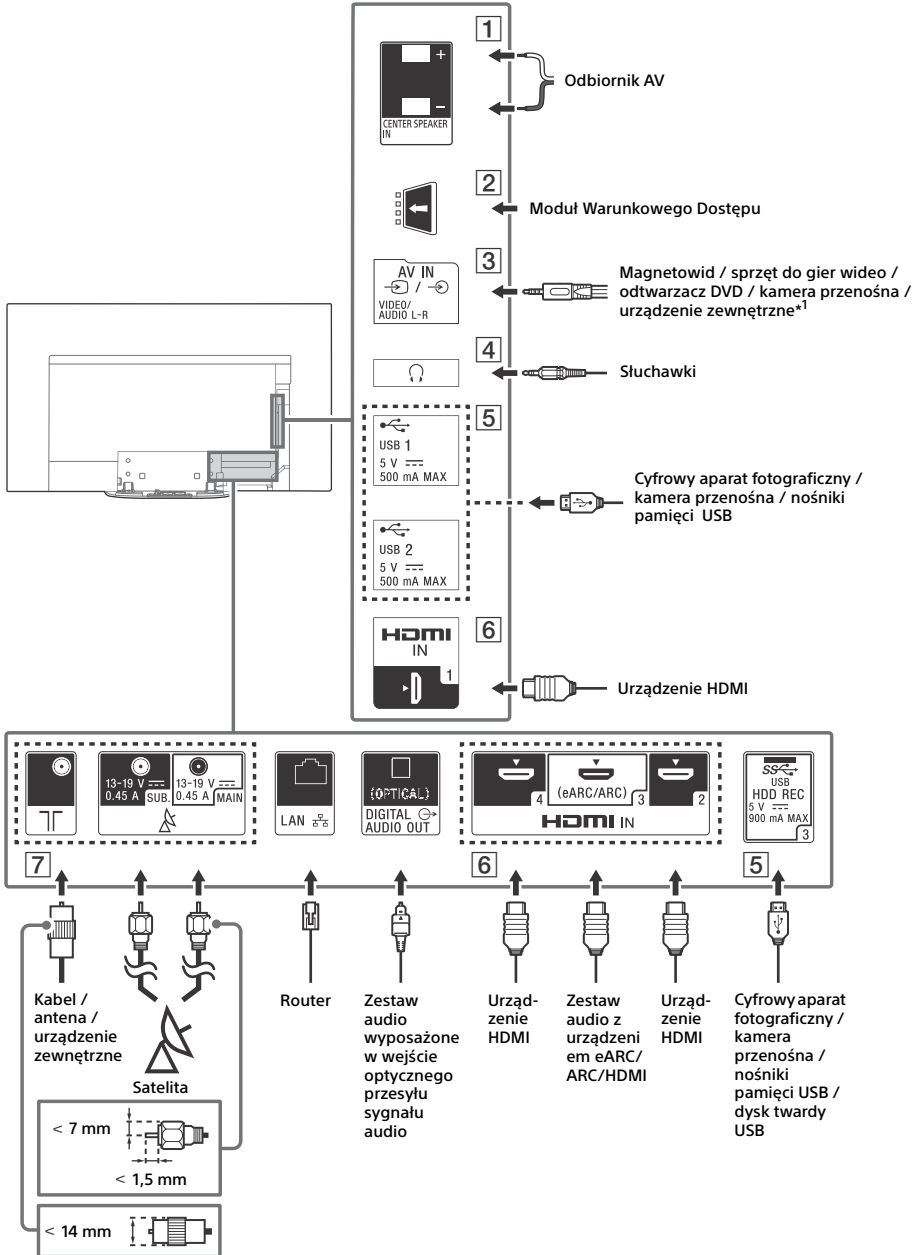 1
+
−
CENTER SPEAKER
IN
Odbiornik AV
2
Moduł Warunkowego Dostępu
3
AV IN
/
VIDEO/
AUDIO L-R
Magnetowid / sprzęt do gier wideo /
odtwarzacz DVD / kamera przenośna /
urządzenie zewnętrzne*1
4
Słuchawki
5
USB 1
5 V
500 mA MAX
USB 2
5 V
500 mA MAX
Cyfrowy aparat fotograficzny /
kamera przenośna / nośniki
pamięci USB
6
HDMI
IN
1
Urządzenie HDMI
7
13-19 V
0.45 A
SUB.
13-19 V
0.45 A
MAIN
LAN
(OPTICAL)
DIGITAL
AUDIO OUT
6
4
(eARC/ARC)
3
2
HDMI IN
5
SS
USB
HDD REC
5 V
900 mA MAX
3
Kabel /
antena /
urządzenie
zewnętrzne
Satelita
Router
Zestaw
audio
wyposażone
w wejście
optycznego
przesyłu
sygnału
audio
Urząd-
zenie
HDMI
Zestaw
audio z
urządzeni
em eARC/
ARC/HDMI
Urząd-
zenie
HDMI
Cyfrowy aparat
fotograficzny /
kamera
przenośna /
nośniki
pamięci USB /
dysk twardy
USB
< 7 mm
< 1,5 mm
< 14 mm